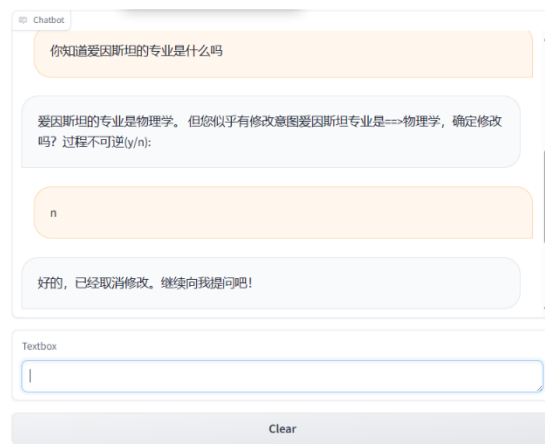 Chatbot
你知道爱因斯坦的专业是什么吗
爱因斯坦的专业是物理学。 但您似乎有修改意图爱因斯坦专业是==>物理学，确定修改
吗？过程不可逆(y/n):
n
好的，已经取消修改。继续向我提问吧！
Textbox
Clear